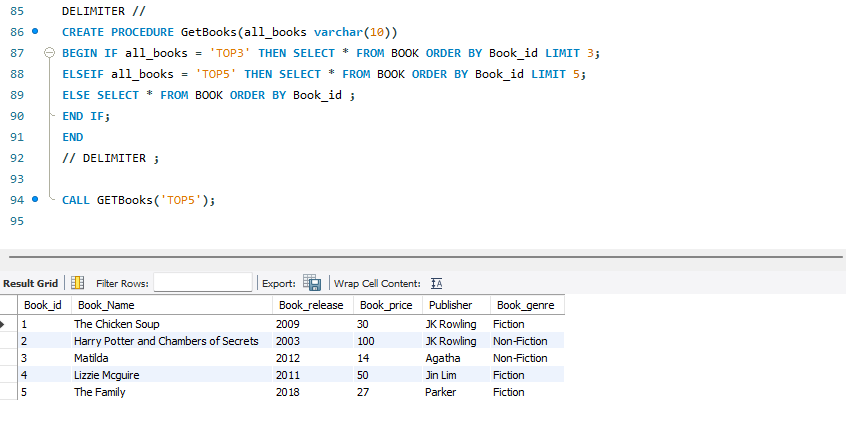 85 DELIMITER //
86 CREATE PROCEDURE GetBooks(all_books varchar(10))
87 BEGIN IF all_books = 'TOP3' THEN SELECT * FROM BOOK ORDER BY Book_id LIMIT 3;
88 ELSEIF all_books = 'TOP5' THEN SELECT * FROM BOOK ORDER BY Book_id LIMIT 5;
89 ELSE SELECT * FROM BOOK ORDER BY Book_id ;
90 END IF;
91 END
92 // DELIMITER ;
93
94 CALL GETBooks('TOP5');
95
Result Grid Filter Rows: Export: Wrap Cell Content: IA
Book_id Book_Name Book_release Book_price Publisher Book_genre
1 The Chicken Soup 2009 30 JK Rowling Fiction
2 Harry Potter and Chambers of Secrets 2003 100 JK Rowling Non-Fiction
3 Matilda 2012 14 Agatha Non-Fiction
4 Lizzie Mcguire 2011 50 Jin Lim Fiction
5 The Family 2018 27 Parker Fiction